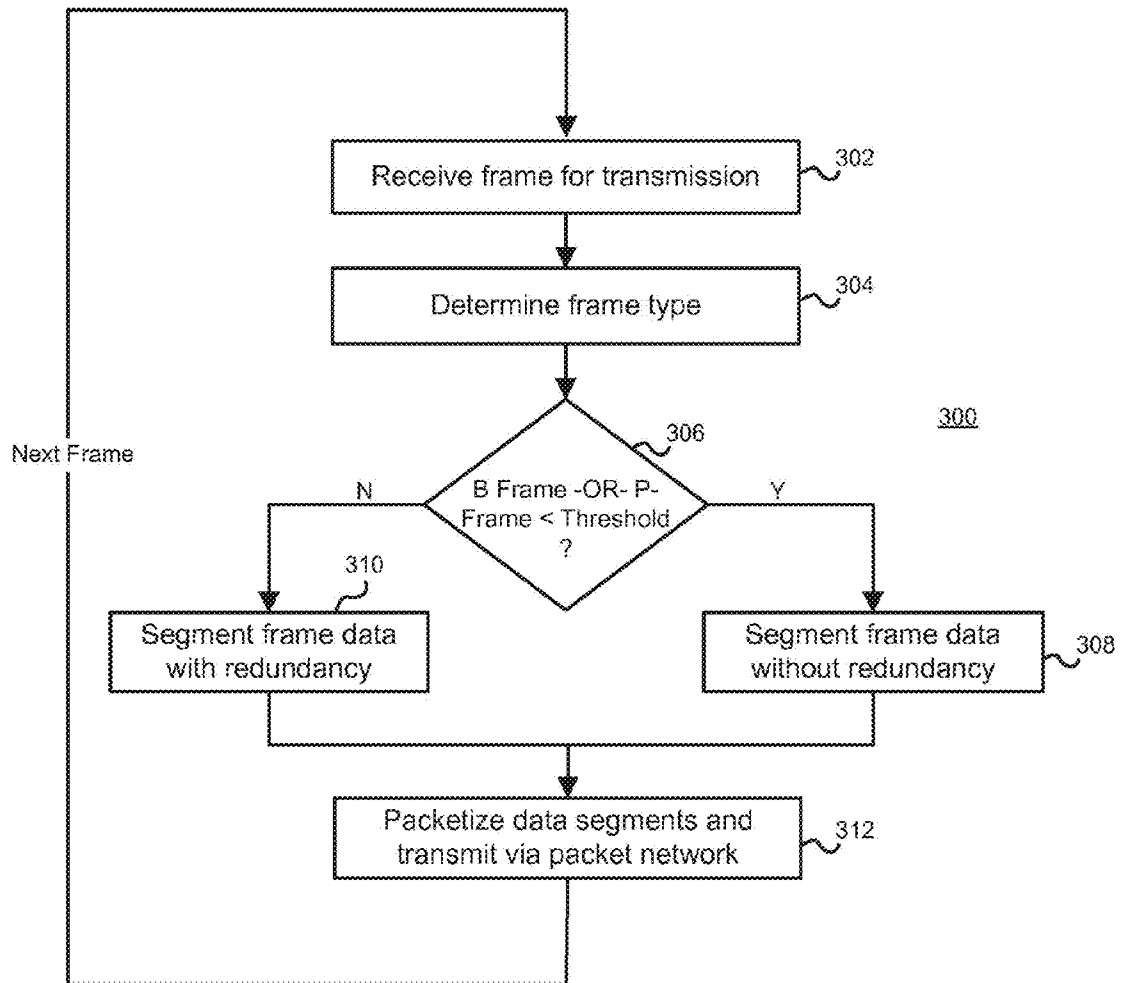 Receive frame for transmission
302
Determine frame type
304
300
Next Frame
306
B Frame -OR- P-
Frame < Threshold
?
N
Y
310
Segment frame data
with redundancy
Segment frame data
without redundancy
308
Packetize data segments and
transmit via packet network
312